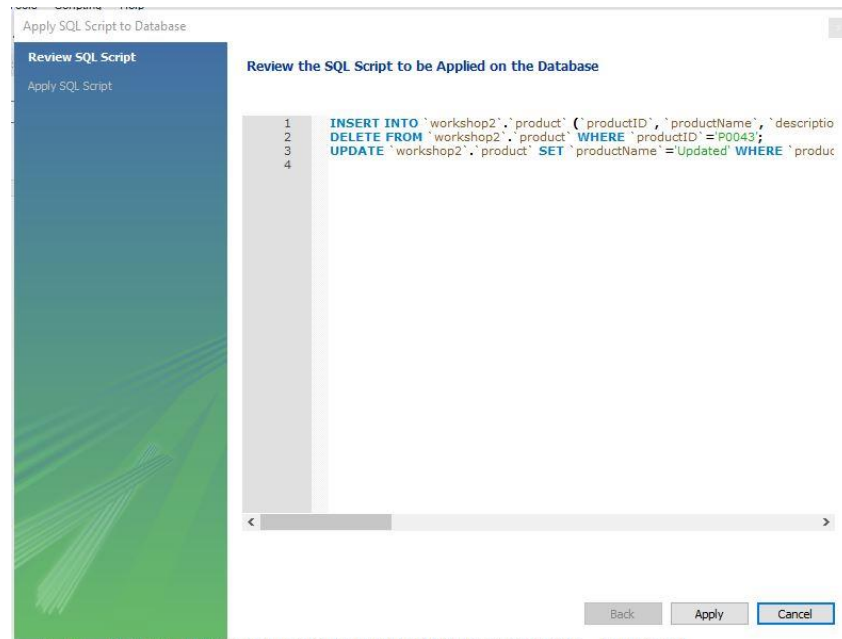 Apply SQL Script to Database
Review SQL Script
Apply SQL Script
Review the SQL Script to be Applied on the Database
1 INSERT INTO `workshop2`.`product` (`productID`, `productName`, `descriptio
2 DELETE FROM `workshop2`.`product` WHERE `productID`='P0043';
3 UPDATE `workshop2`.`product` SET `productName`='Updated' WHERE `produc
4
Back Apply Cancel